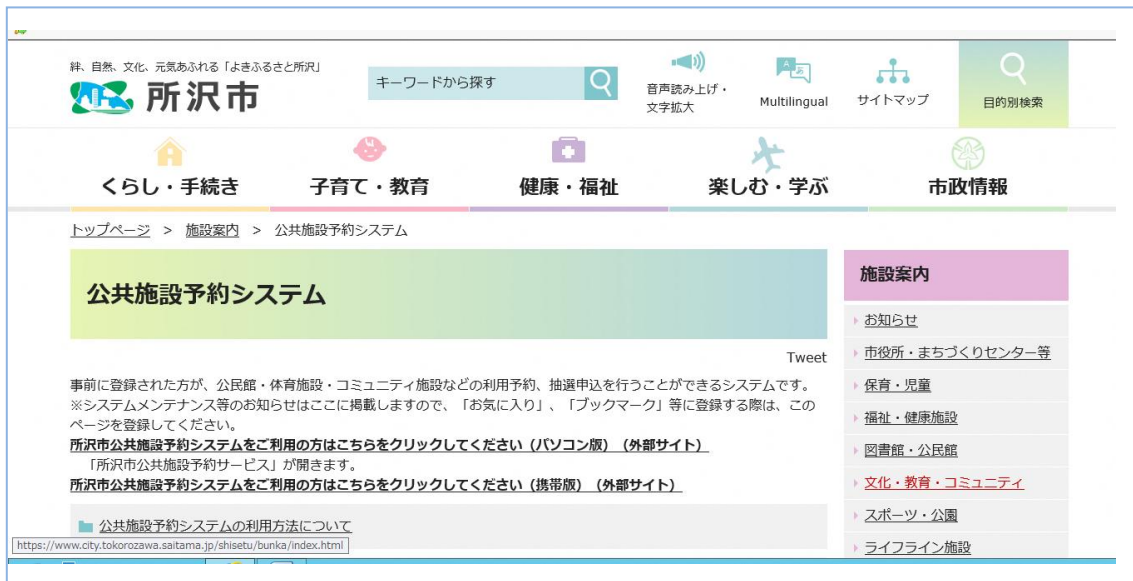 絆、自然、文化、元気あふれる「よきふるさと所沢」
所沢市
キーワードから探す
音声読み上げ・
文字拡大
Multilingual
サイトマップ
目的別検索
くらし・手続き
子育て・教育
健康・福祉
楽しむ・学ぶ
市政情報
トップページ > 施設案内 > 公共施設予約システム
公共施設予約システム
Tweet
事前に登録された方が、公民館・体育施設・コミュニティ施設などの利用予約、抽選申込を行うことができるシステムです。
※システムメンテナンス等のお知らせはここに掲載しますので、「お気に入り」、「ブックマーク」等に登録する際は、この
ページを登録してください。
所沢市公共施設予約システムをご利用の方はこちらをクリックしてください（パソコン版）（外部サイト）
「所沢市公共施設予約サービス」が開きます。
所沢市公共施設予約システムをご利用の方はこちらをクリックしてください（携帯版）（外部サイト）
公共施設予約システムの利用方法について
施設案内
お知らせ
市役所・まちづくりセンター等
保育・児童
福祉・健康施設
図書館・公民館
文化・教育・コミュニティ
スポーツ・公園
ライフライン施設
https://www.city.tokorozawa.saitama.jp/shisetu/bunka/index.html